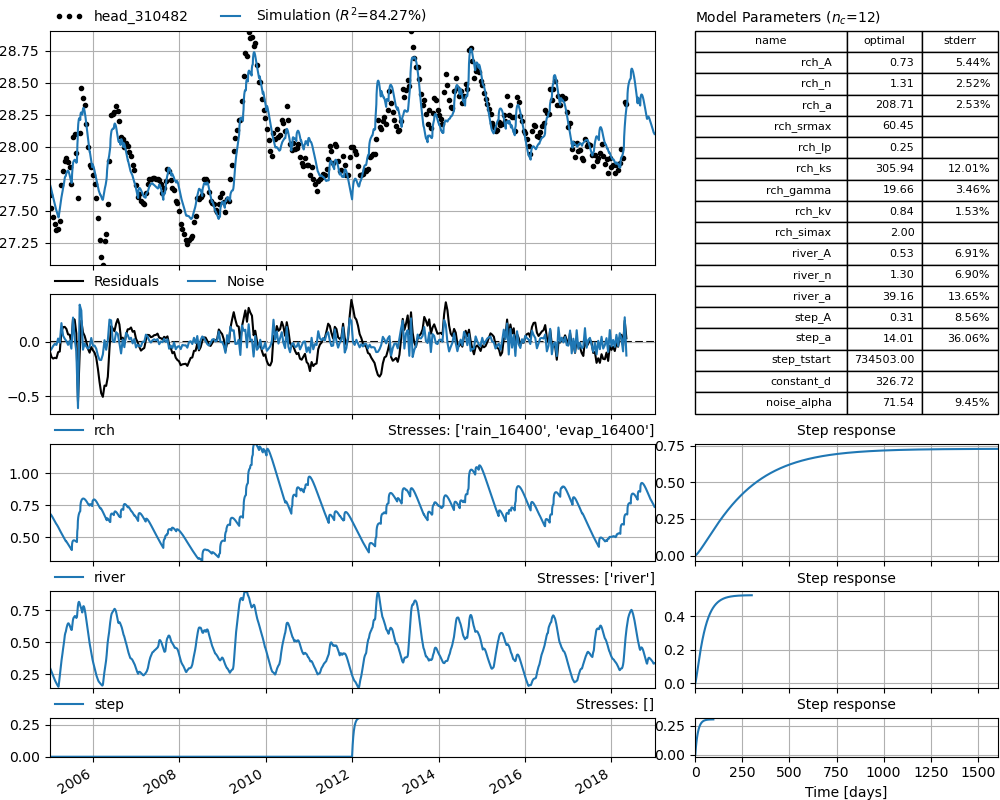 head_310482
Simulation (R²=84.27%)
28.75
28.50
28.25
28.00
27.75
27.50
27.25
Residuals
Noise
0.0
−0.5
rch
Stresses: ['rain_16400', 'evap_16400']
1.00
0.75
0.50
river
Stresses: ['river']
0.75
0.50
0.25
step
Stresses: []
0.25
0.00
2006
2008
2010
2012
2014
2016
2018
Model Parameters (n_c=12)
name optimal stderr
rch_A 0.73 5.44%
rch_n 1.31 2.52%
rch_a 208.71 2.53%
rch_srmax 60.45
rch_lp 0.25
rch_ks 305.94 12.01%
rch_gamma 19.66 3.46%
rch_kv 0.84 1.53%
rch_simax 2.00
river_A 0.53 6.91%
river_n 1.30 6.90%
river_a 39.16 13.65%
step_A 0.31 8.56%
step_a 14.01 36.06%
step_tstart 734503.00
constant_d 326.72
noise_alpha 71.54 9.45%
Step response
0.75
0.50
0.25
0.00
Step response
0.4
0.2
0.0
Step response
0.25
0.00
0 250 500 750 1000 1250 1500
Time [days]